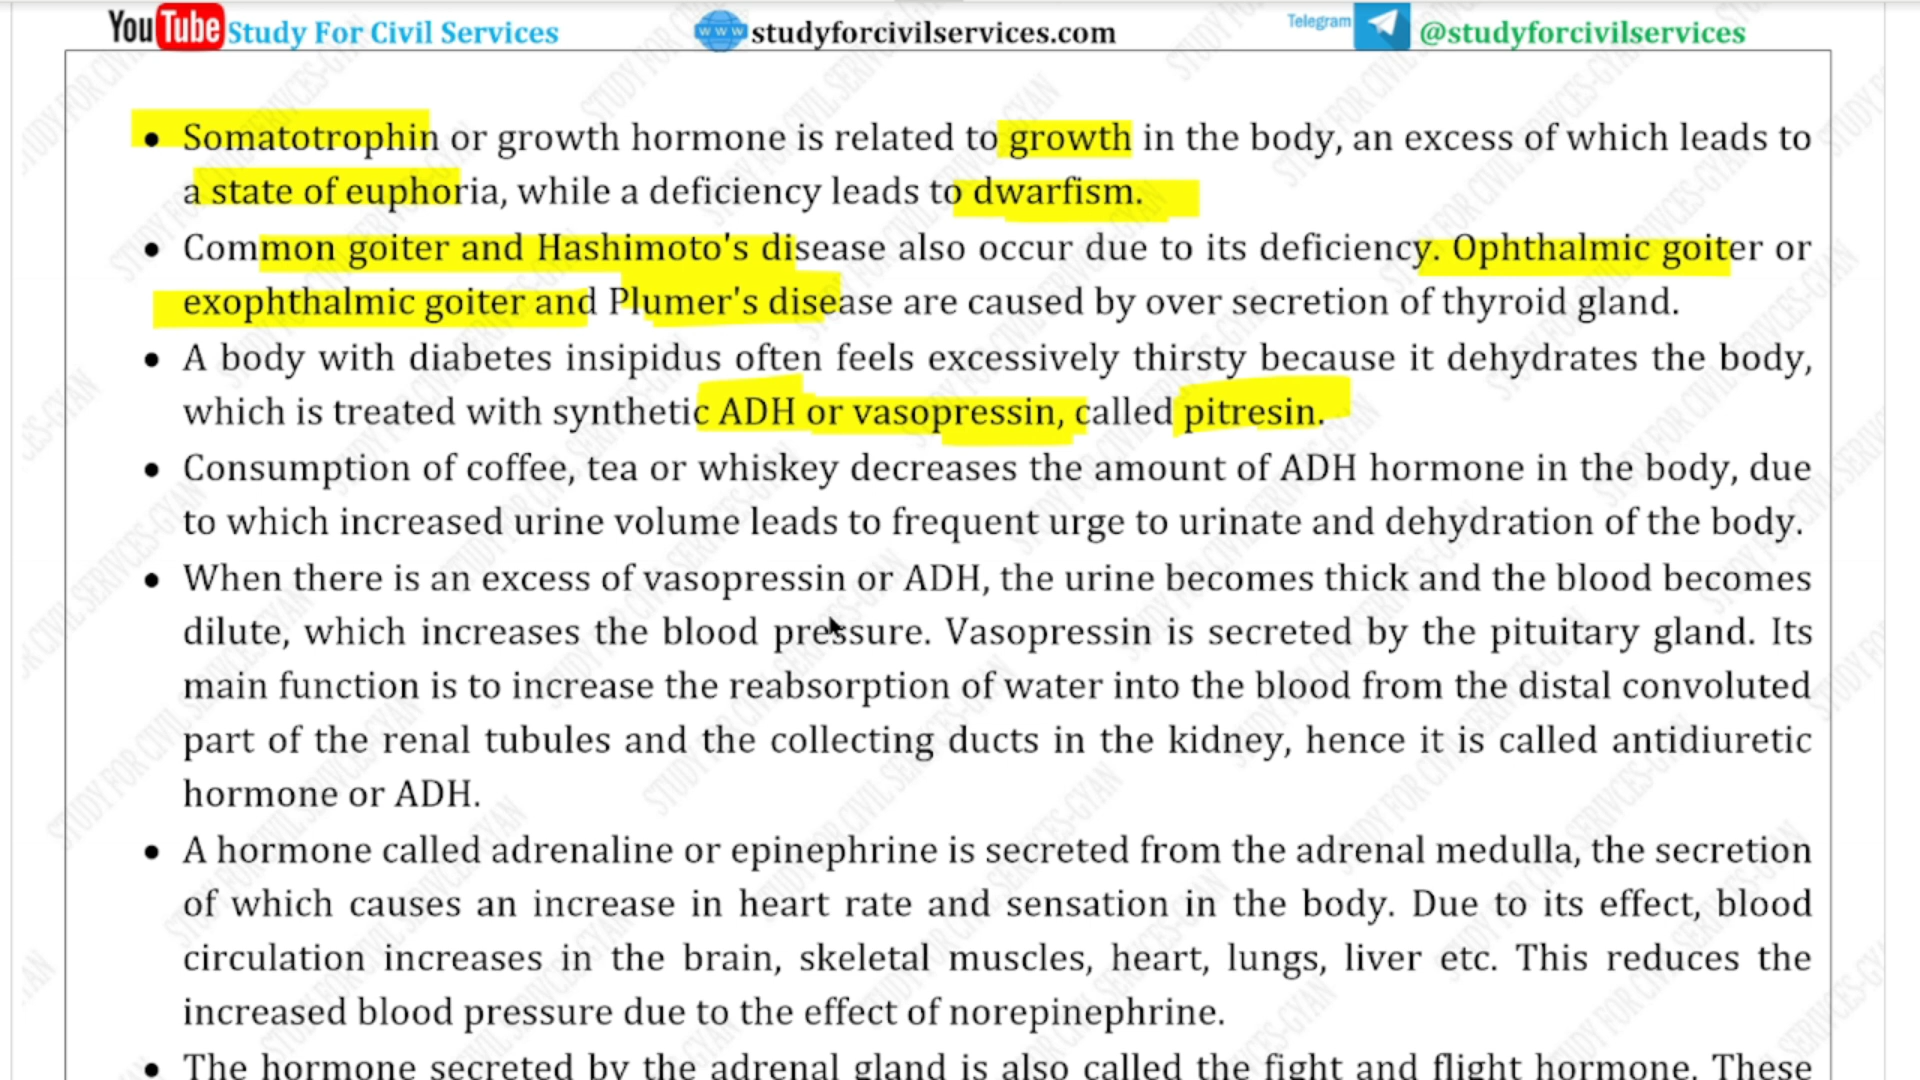 YouTube Study For Civil Services www studyforcivilservices.com Telegram @studyforcivilservices
• Somatotrophin or growth hormone is related to growth in the body, an excess of which leads to
a state of euphoria, while a deficiency leads to dwarfism.
• Common goiter and Hashimoto's disease also occur due to its deficiency. Ophthalmic goiter or
exophthalmic goiter and Plumer's disease are caused by over secretion of thyroid gland.
• A body with diabetes insipidus often feels excessively thirsty because it dehydrates the body,
which is treated with synthetic ADH or vasopressin, called pitresin.
• Consumption of coffee, tea or whiskey decreases the amount of ADH hormone in the body, due
to which increased urine volume leads to frequent urge to urinate and dehydration of the body.
• When there is an excess of vasopressin or ADH, the urine becomes thick and the blood becomes
dilute, which increases the blood pressure. Vasopressin is secreted by the pituitary gland. Its
main function is to increase the reabsorption of water into the blood from the distal convoluted
part of the renal tubules and the collecting ducts in the kidney, hence it is called antidiuretic
hormone or ADH.
• A hormone called adrenaline or epinephrine is secreted from the adrenal medulla, the secretion
of which causes an increase in heart rate and sensation in the body. Due to its effect, blood
circulation increases in the brain, skeletal muscles, heart, lungs, liver etc. This reduces the
increased blood pressure due to the effect of norepinephrine.
• The hormone secreted by the adrenal gland is also called the fight and flight hormone. These
STUDY FOR CIVIL SERIVCES-GYAN